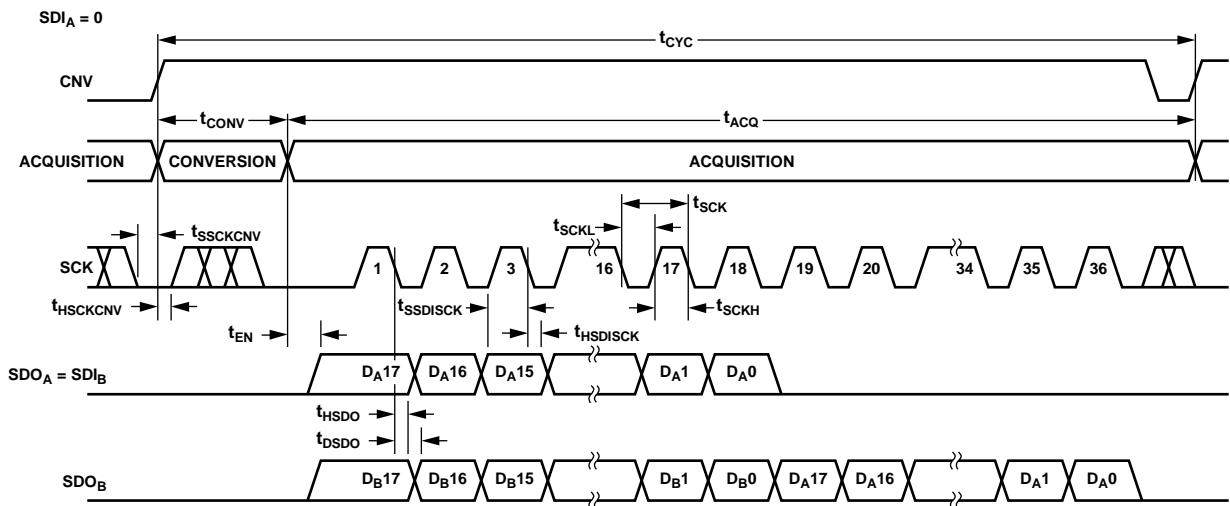 SDIA = 0
tCYC
CNV
tCONV
tACQ
ACQUISITION
CONVERSION
ACQUISITION
tSCK
tSCKL
tSSCKCNV
SCK
1
2
3
16
17
18
19
20
34
35
36
tHSCKCNV
tSSDISCK
tSCKH
tEN
tHSDISCK
SDOA = SDIB
DA17
DA16
DA15
DA1
DA0
tHSDO
tDSDO
SDOB
DB17
DB16
DB15
DB1
DB0
DA17
DA16
DA1
DA0